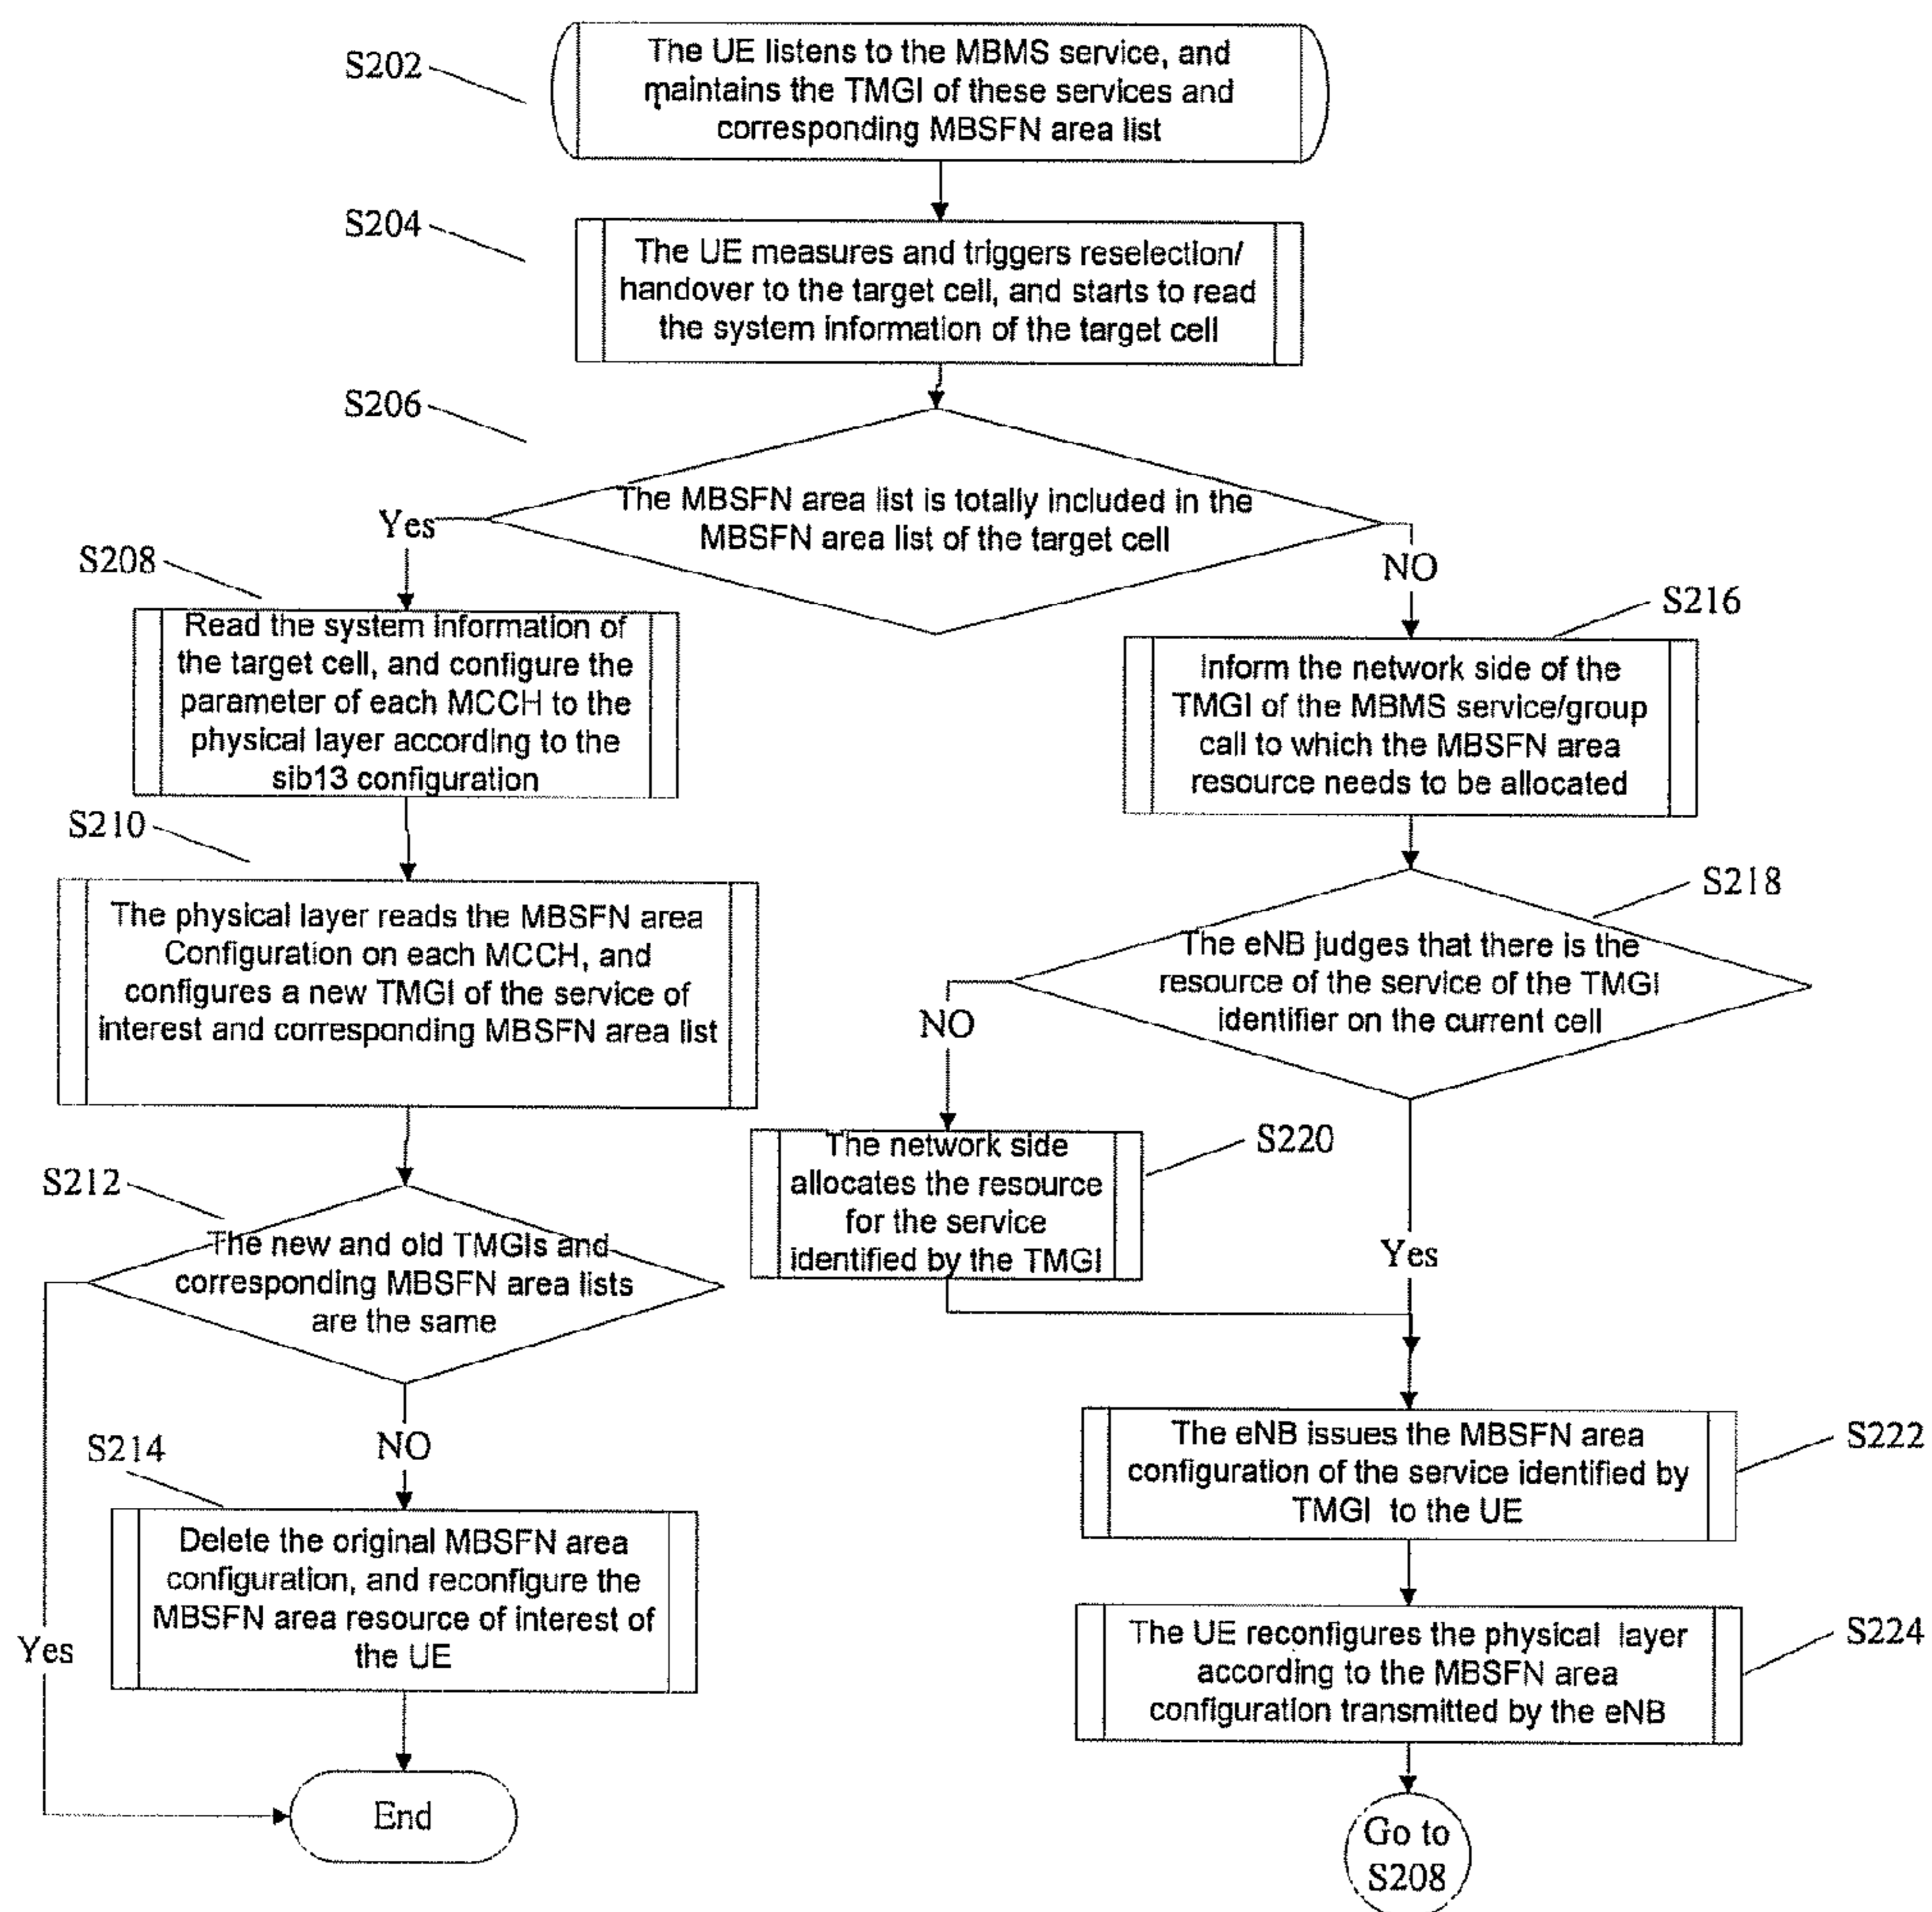 S202
The UE listens to the MBMS service, and
maintains the TMGI of these services and
corresponding MBSFN area list
S204
The UE measures and triggers reselection/
handover to the target cell, and starts to read
the system information of the target cell
S206
The MBSFN area list is totally included in the
MBSFN area list of the target cell
Yes
NO
S208
Read the system information of
the target cell, and configure the
parameter of each MCCH to the
physical layer according to the
sib13 configuration
S216
Inform the network side of the
TMGI of the MBMS service/group
call to which the MBSFN area
resource needs to be allocated
S210
The physical layer reads the MBSFN area
Configuration on each MCCH, and
configures a new TMGI of the service of
interest and corresponding MBSFN area list
S218
The eNB judges that there is the
resource of the service of the TMGI
identifier on the current cell
NO
Yes
S220
The network side
allocates the resource
for the service
identified by the TMGI
S212
The new and old TMGIs and
corresponding MBSFN area lists
are the same
NO
Yes
S214
Delete the original MBSFN area
configuration, and reconfigure the
MBSFN area resource of interest of
the UE
End
S222
The eNB issues the MBSFN area
configuration of the service identified by
TMGI to the UE
S224
The UE reconfigures the physical layer
according to the MBSFN area
configuration transmitted by the eNB
Go to
S208